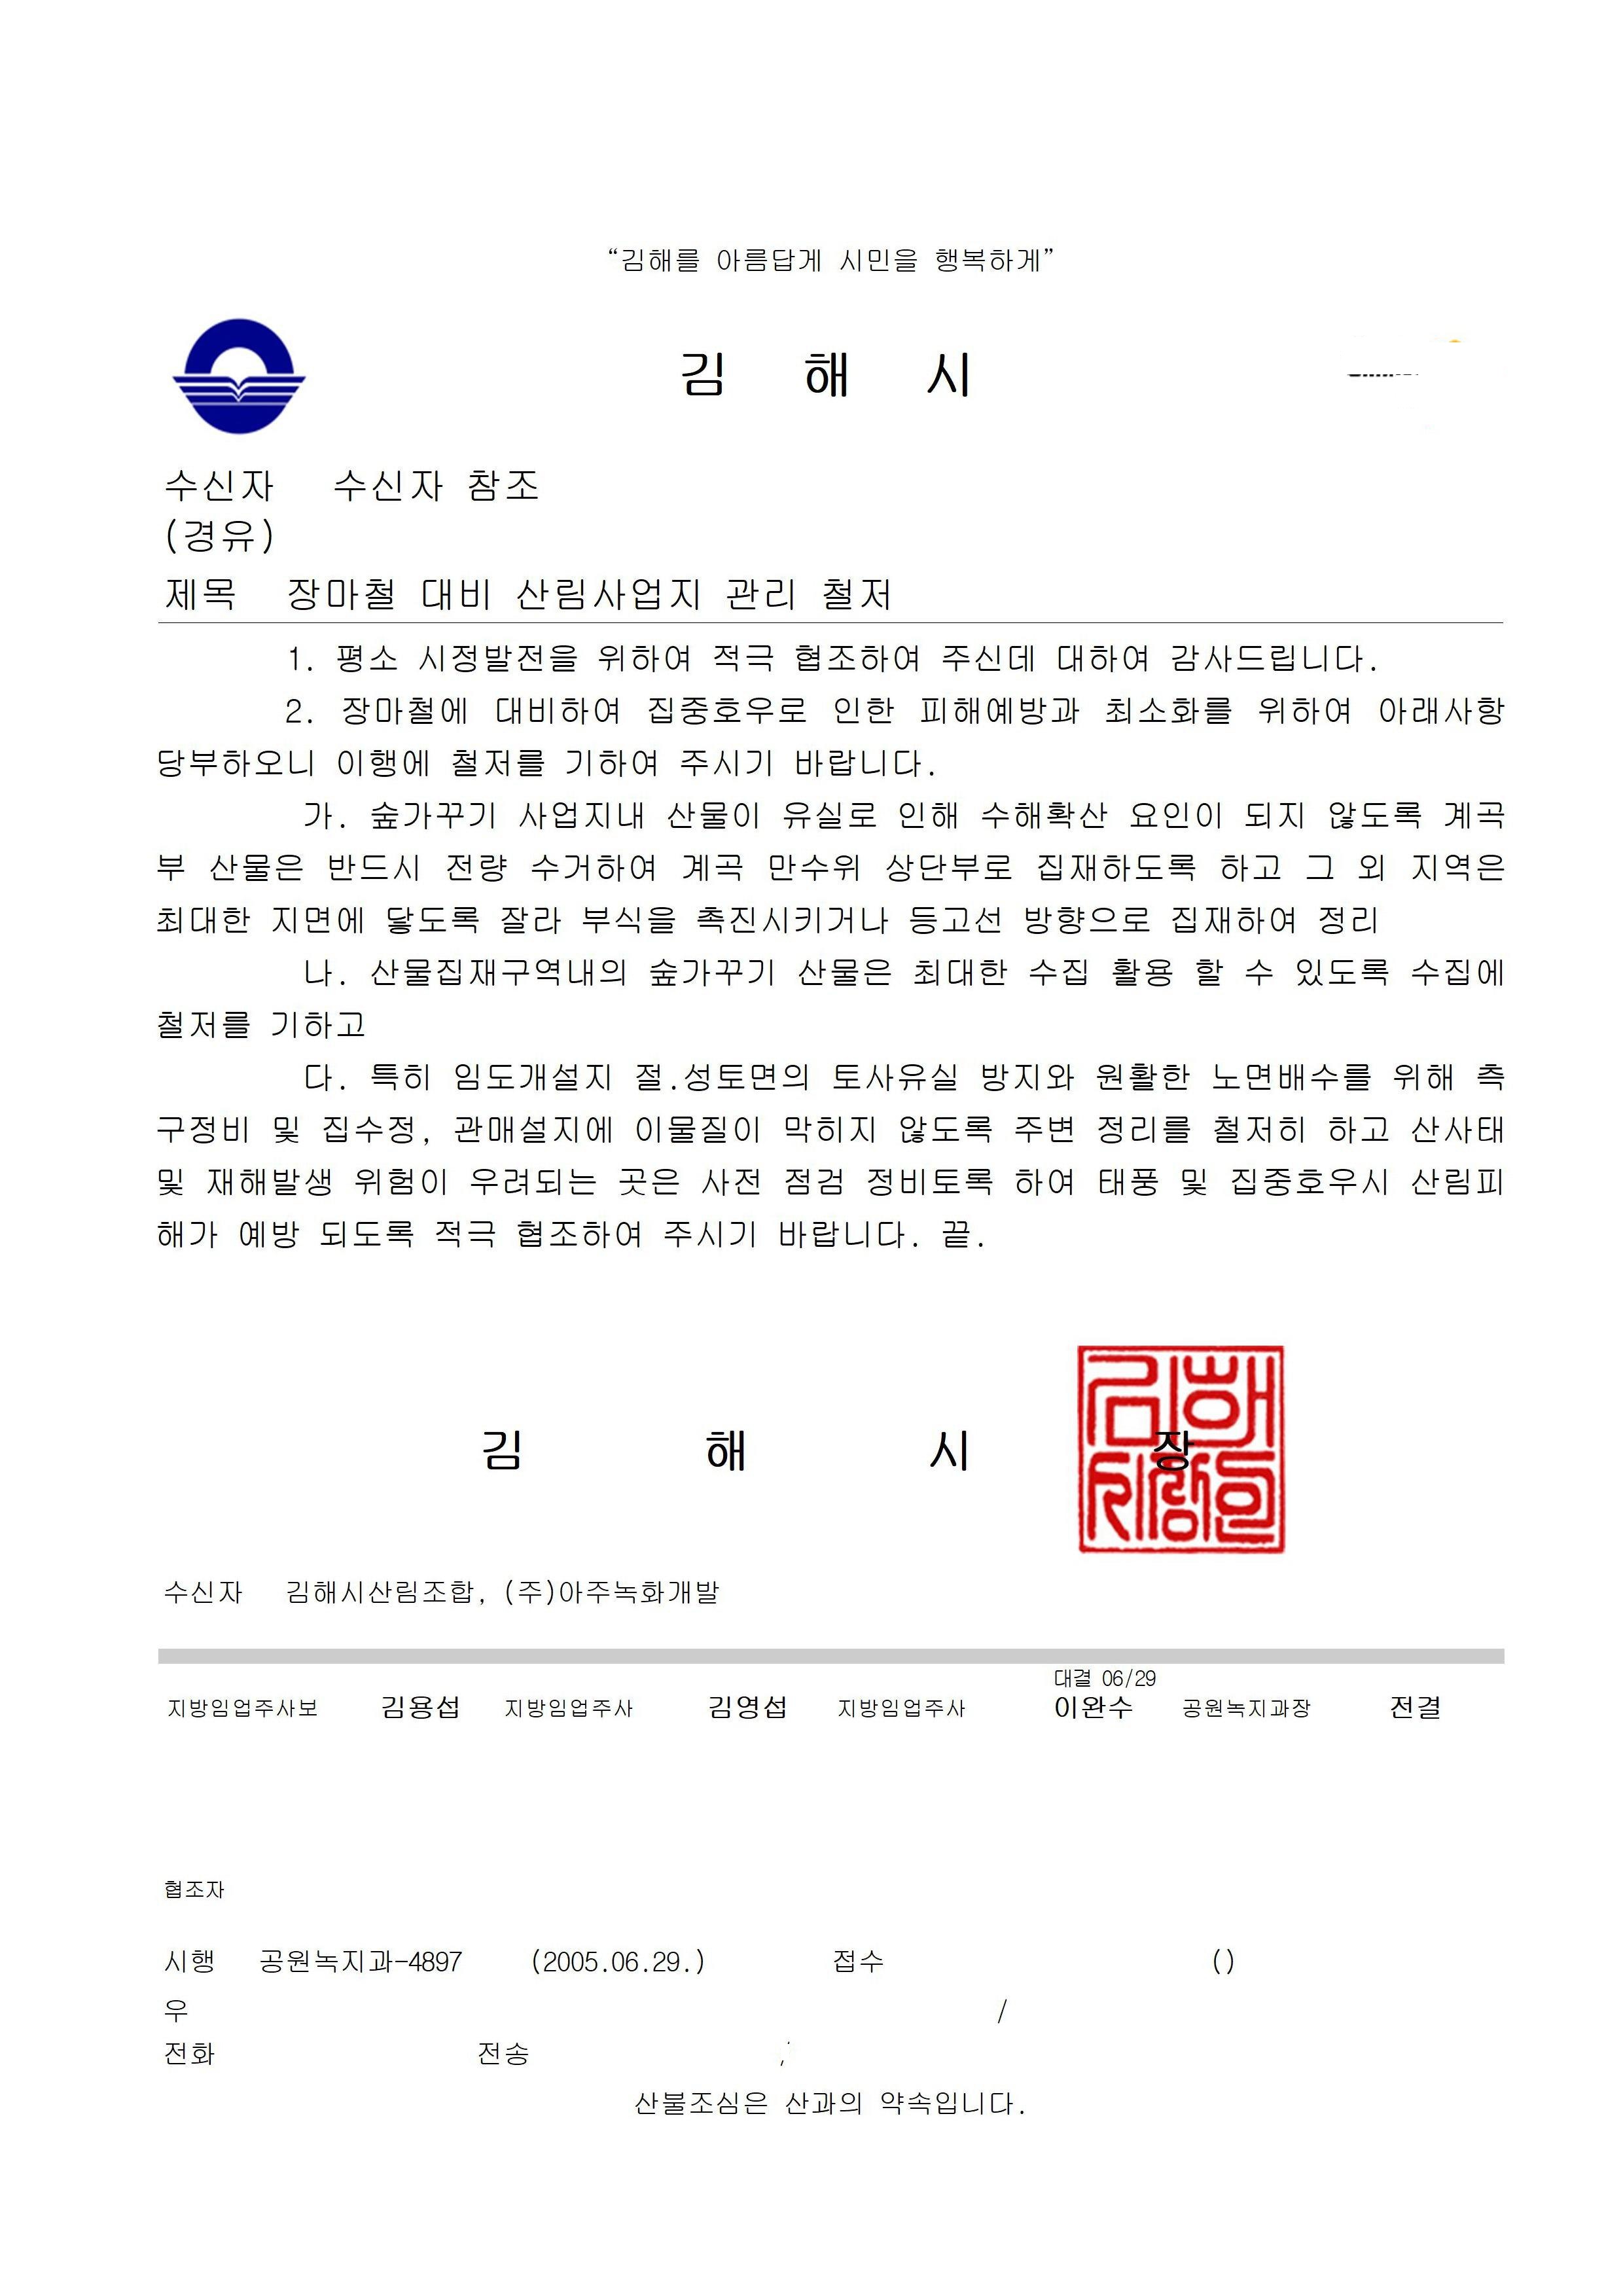 “김해를 아름답게 시민을 행복하게”
김 해 시
수신자 수신자 참조
(경유)
제목 장마철 대비 산림사업지 관리 철저
1. 평소 시정발전을 위하여 적극 협조하여 주신데 대하여 감사드립니다.
2. 장마철에 대비하여 집중호우로 인한 피해예방과 최소화를 위하여 아래사항
당부하오니 이행에 철저를 기하여 주시기 바랍니다.
가. 숲가꾸기 사업지내 산물이 유실로 인해 수해확산 요인이 되지 않도록 계곡
부 산물은 반드시 전량 수거하여 계곡 만수위 상단부로 집재하도록 하고 그 외 지역은
최대한 지면에 닿도록 잘라 부식을 촉진시키거나 등고선 방향으로 집재하여 정리
나. 산물집재구역내의 숲가꾸기 산물은 최대한 수집 활용 할 수 있도록 수집에
철저를 기하고
다. 특히 임도개설지 절.성토면의 토사유실 방지와 원활한 노면배수를 위해 측
구정비 및 집수정, 관매설지에 이물질이 막히지 않도록 주변 정리를 철저히 하고 산사태
및 재해발생 위험이 우려되는 곳은 사전 점검 정비토록 하여 태풍 및 집중호우시 산림피
해가 예방 되도록 적극 협조하여 주시기 바랍니다. 끝.
김 해 시 장
김해시장인
수신자 김해시산림조합, (주)아주녹화개발
대결 06/29
지방임업주사보 김용섭 지방임업주사 김영섭 지방임업주사 이완수 공원녹지과장 전결
협조자
시행 공원녹지과-4897 (2005.06.29.) 접수 ()
우 /
전화 전송 /
산불조심은 산과의 약속입니다.